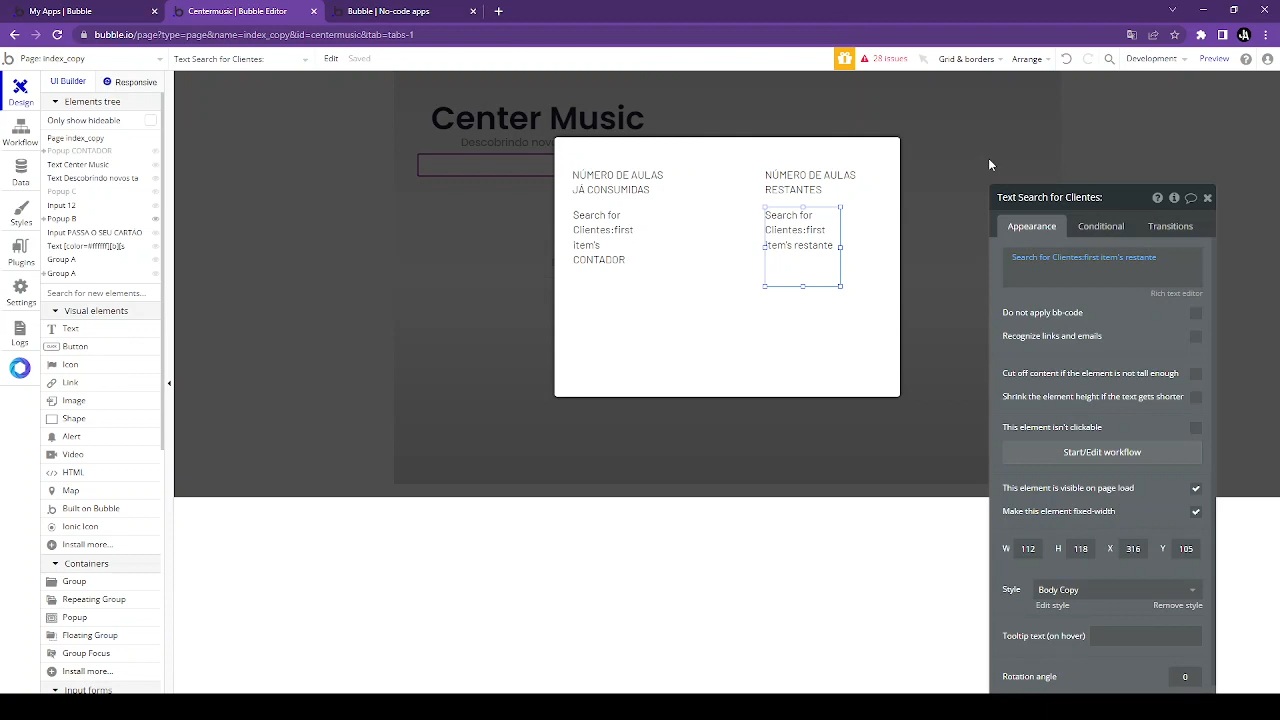 My Apps | Bubble
Centermusic | Bubble Editor
Bubble | No-code apps
bubble.io/page?type=page&name=index_copy&id=centermusic&tab=tabs-1
Page: index_copy
Text Search for Clientes:
Edit
Saved
28 issues
Grid & borders
Arrange
Development
Preview
Design
Workflow
Data
Styles
Plugins
Settings
Logs
UI Builder
Responsive
Elements tree
Only show hideable
Page index_copy
Popup CONTADOR
Text Center Music
Text Descobrindo novos ta
Popup C
Input 12
Popup B
Input PASSA O SEU CARTAO
Text [color=#ffffff][b][s
Group A
Group A
Search for new elements...
Visual elements
Text
Button
CLICK
Icon
Link
Image
Shape
Alert
Video
HTML
Map
Built on Bubble
Ionic Icon
Install more...
Containers
Group
Repeating Group
Popup
Floating Group
Group Focus
Install more...
Input forms
Center Music
Descobrindo novo
NÚMERO DE AULAS
JÁ CONSUMIDAS
Search for
Clientes:first
item's
CONTADOR
NÚMERO DE AULAS
RESTANTES
Search for
Clientes:first
item's restante
Text Search for Clientes:
Appearance
Conditional
Transitions
Search for Clientes:first item's restante
Rich text editor
Do not apply bb-code
Recognize links and emails
Cut off content if the element is not tall enough
Shrink the element height if the text gets shorter
This element isn't clickable
Start/Edit workflow
This element is visible on page load
Make this element fixed-width
W 112 H 118 X 316 Y 105
Style Body Copy
Edit style Remove style
Tooltip text (on hover)
Rotation angle 0